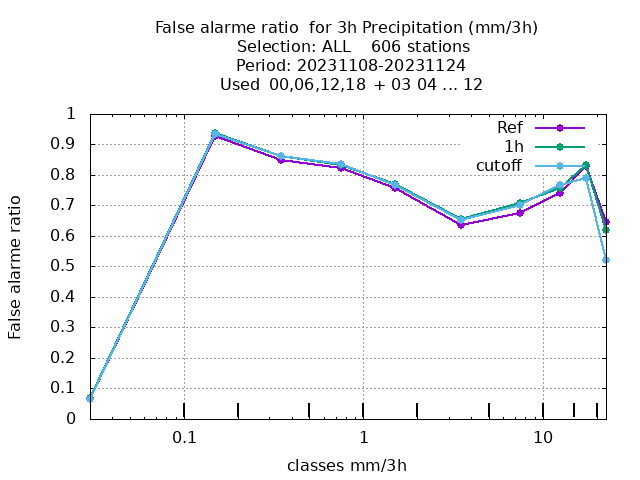 False alarme ratio  for 3h Precipitation (mm/3h)
Selection: ALL    606 stations
Period: 20231108-20231124
Used  00,06,12,18  + 03 04 ... 12
Ref
1h
cutoff
1
0.9
0.8
0.7
0.6
0.5
0.4
0.3
0.2
0.1
0
False alarme ratio
0.1
1
10
classes mm/3h